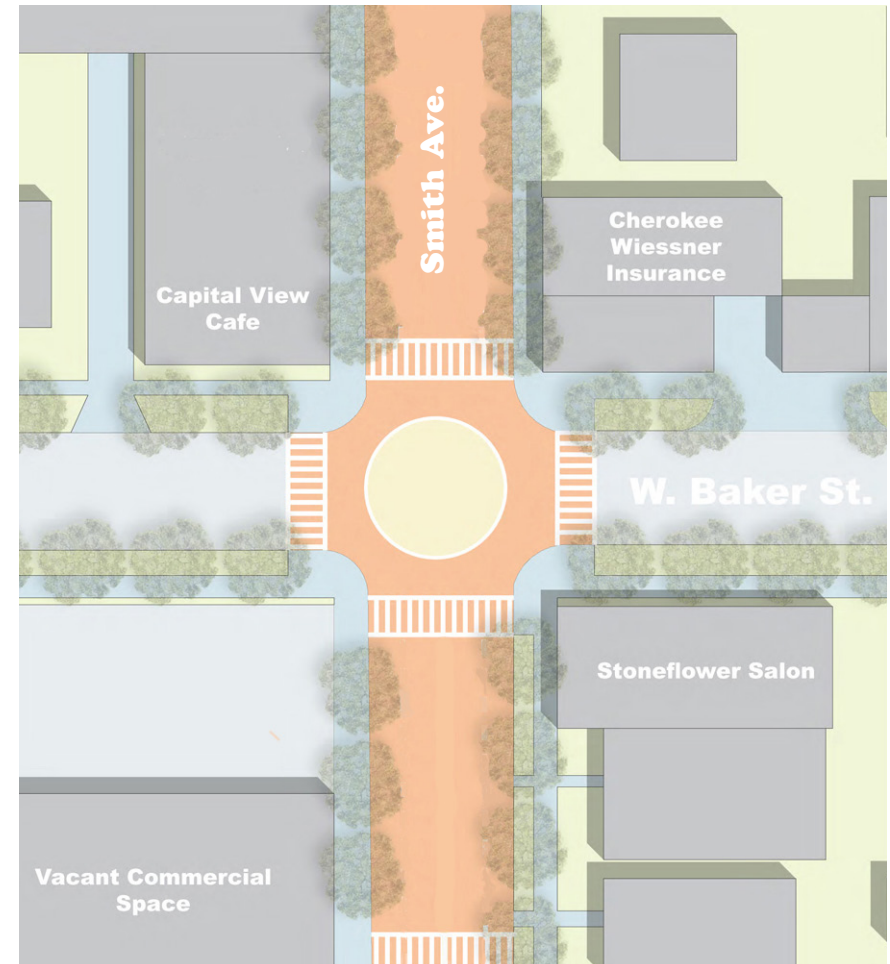 Smith Ave.
Cherokee
Wiessner
Insurance
Capital View
Cafe
W. Baker St.
Stoneflower Salon
Vacant Commercial
Space